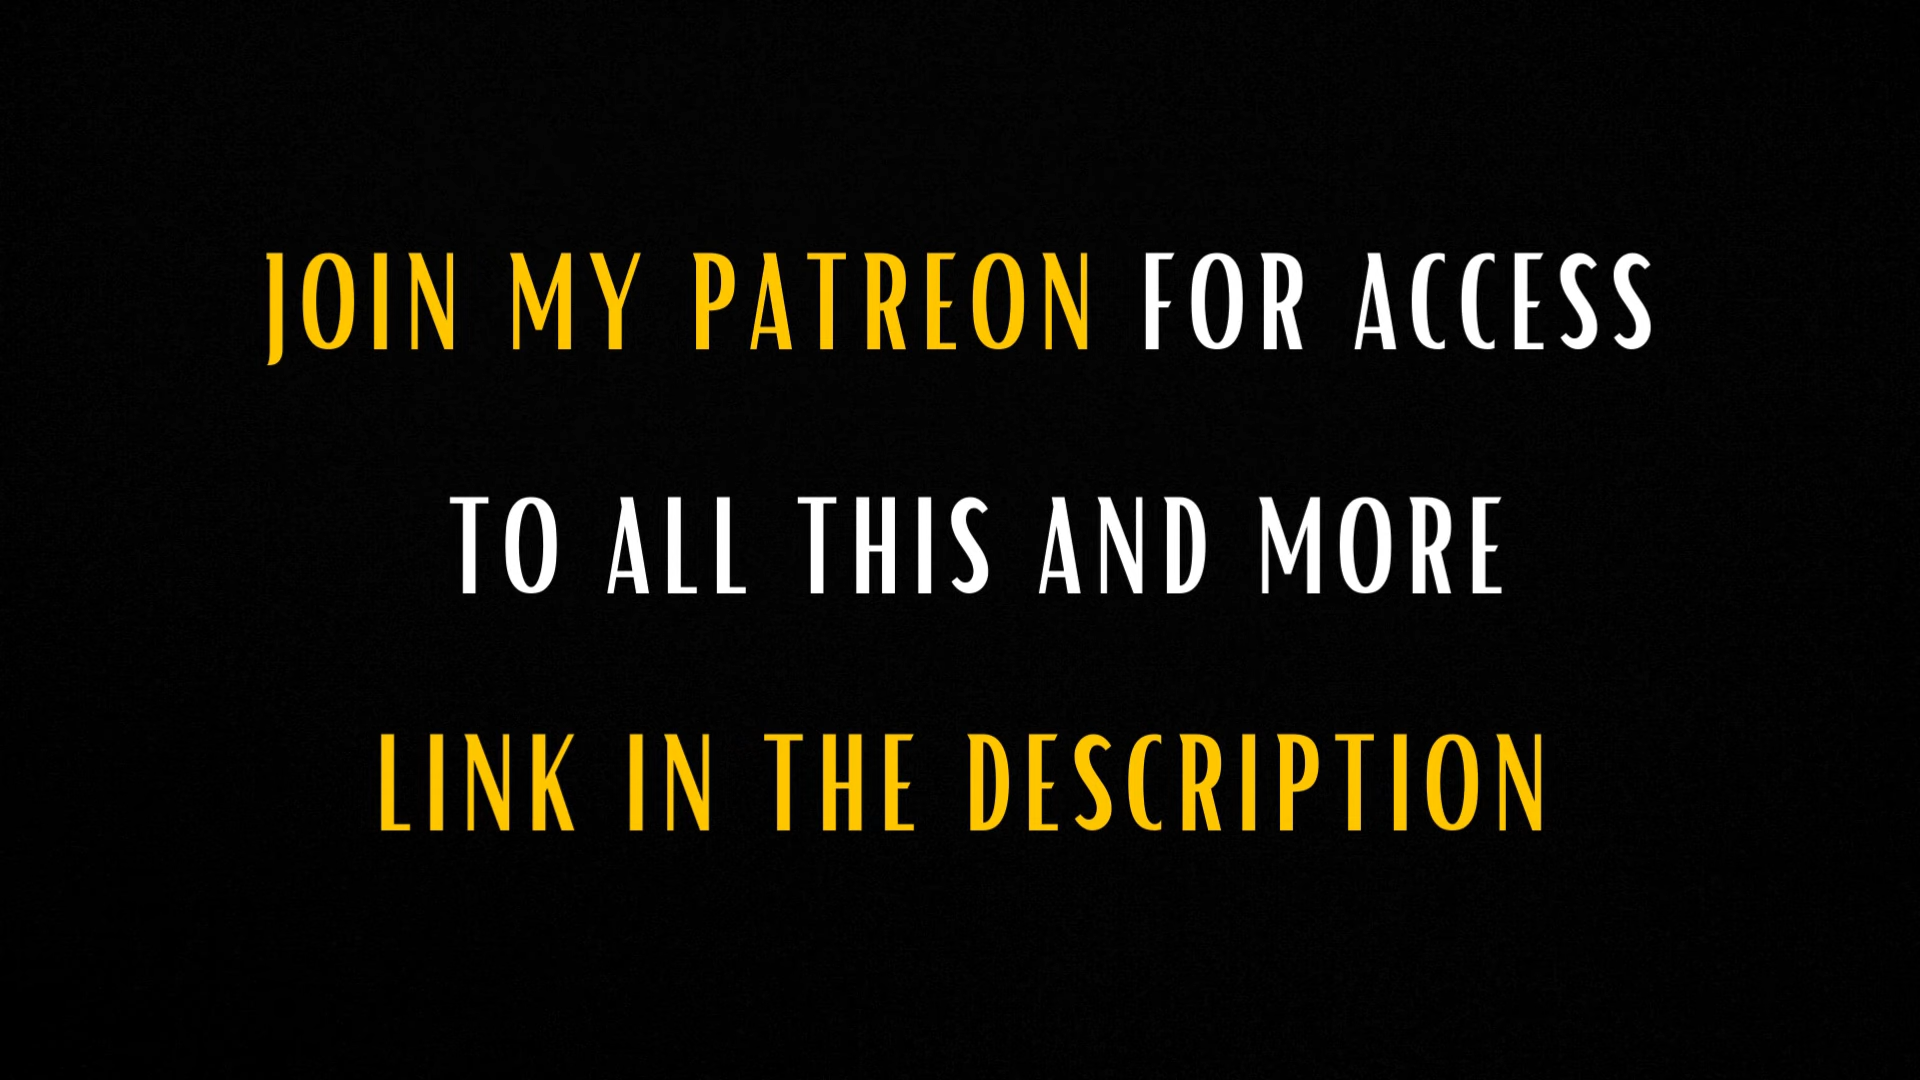 JOIN MY PATREON FOR ACCESS
TO ALL THIS AND MORE
LINK IN THE DESCRIPTION